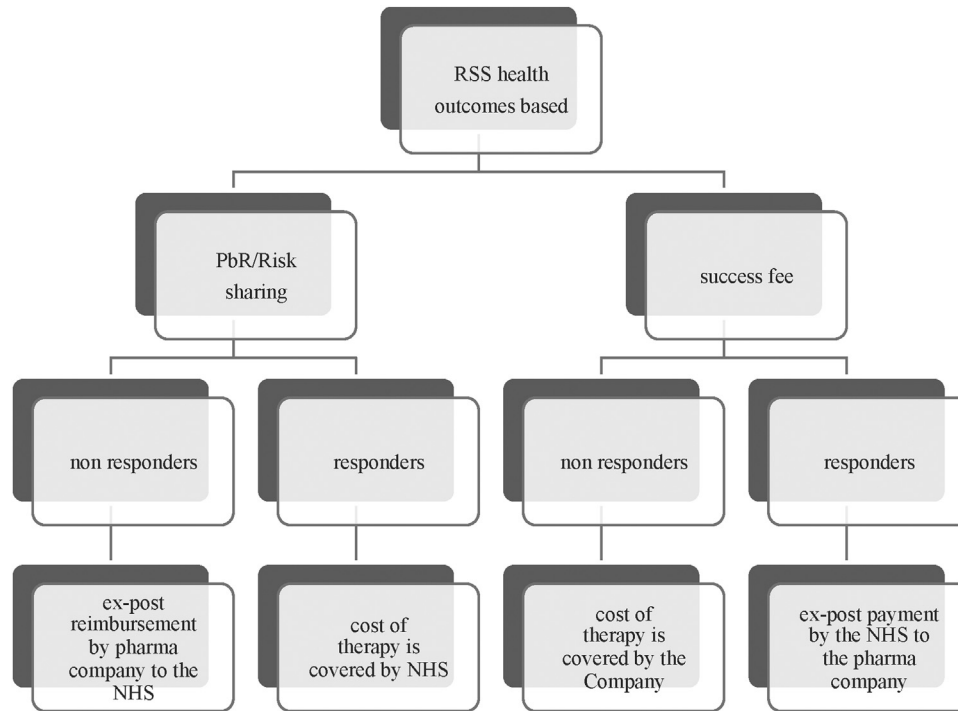 RSS health
outcomes based
PbR/Risk
sharing
success fee
non responders
responders
non responders
responders
ex-post
reimbursement
by pharma
company to the
NHS
cost of
therapy is
covered by NHS
cost of
therapy is
covered by the
Company
ex-post payment
by the NHS to
the pharma
company